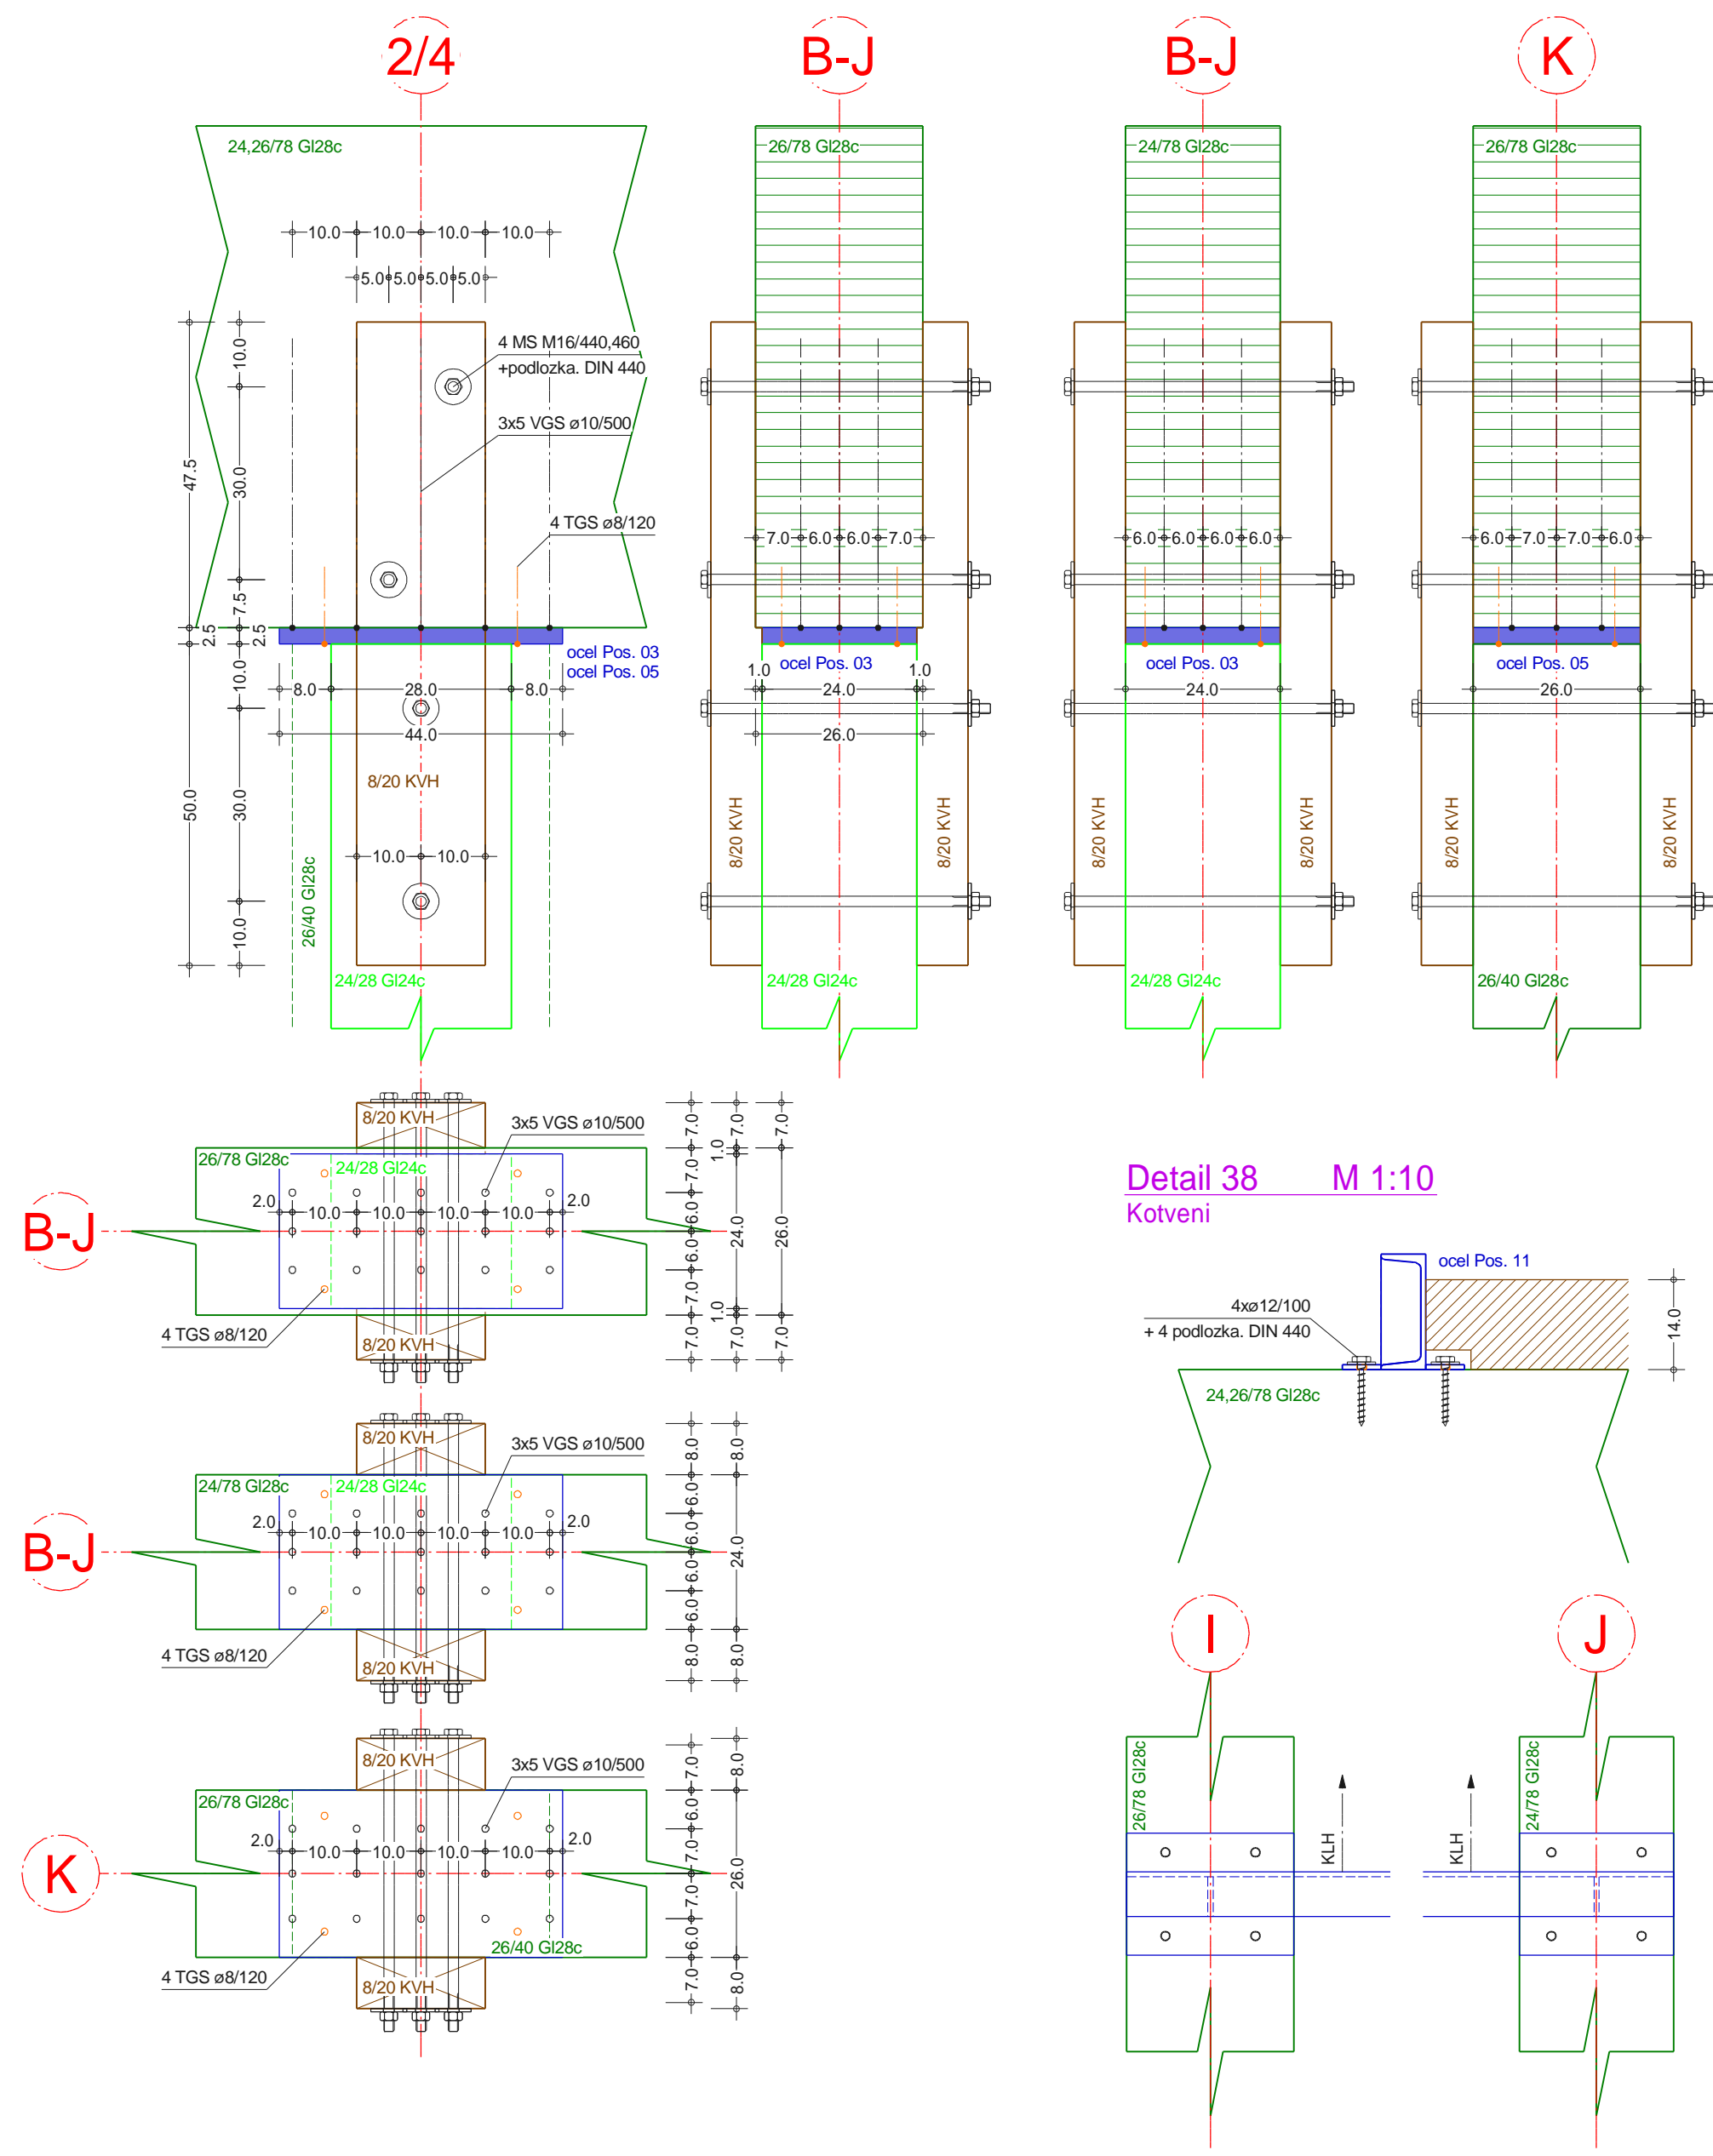 2/4
B-J
B-J
K
24,26/78 Gl28c
26/78 Gl28c
24/78 Gl28c
26/78 Gl28c
10.0 10.0 10.0 10.0
5.0 5.0 5.0 5.0
4 MS M16/440,460
+podlozka. DIN 440
3x5 VGS ø10/500
4 TGS ø8/120
47.5
10.0
30.0
7.5
2.5
2.5
10.0
50.0
30.0
10.0
7.0 6.0 6.0 7.0
6.0 6.0 6.0 6.0
6.0 7.0 7.0 6.0
ocel Pos. 03
ocel Pos. 05
ocel Pos. 03
ocel Pos. 03
ocel Pos. 05
8.0 28.0 8.0
44.0
1.0 24.0 1.0
26.0
24.0
26.0
8/20 KVH
10.0 10.0
26/40 Gl28c
24/28 Gl24c
8/20 KVH
8/20 KVH
24/28 Gl24c
8/20 KVH
8/20 KVH
24/28 Gl24c
8/20 KVH
8/20 KVH
26/40 Gl28c
B-J
8/20 KVH
3x5 VGS ø10/500
26/78 Gl28c
24/28 Gl24c
2.0 10.0 10.0 10.0 10.0 2.0
4 TGS ø8/120
8/20 KVH
7.0 7.0 6.0 6.0 7.0 7.0
7.0 1.0 24.0 1.0 7.0
7.0 26.0 7.0
B-J
8/20 KVH
3x5 VGS ø10/500
24/78 Gl28c
24/28 Gl24c
2.0 10.0 10.0 10.0 10.0 2.0
4 TGS ø8/120
8/20 KVH
8.0 6.0 6.0 6.0 6.0 8.0
8.0 24.0 8.0
K
8/20 KVH
3x5 VGS ø10/500
26/78 Gl28c
2.0 10.0 10.0 10.0 10.0 2.0
26/40 Gl28c
4 TGS ø8/120
8/20 KVH
7.0 6.0 7.0 7.0 6.0 7.0
8.0 26.0 8.0
Detail 38 M 1:10
Kotveni
ocel Pos. 11
4xø12/100
+ 4 podlozka. DIN 440
14.0
24,26/78 Gl28c
I
J
26/78 Gl28c
KLH
KLH
24/78 Gl28c